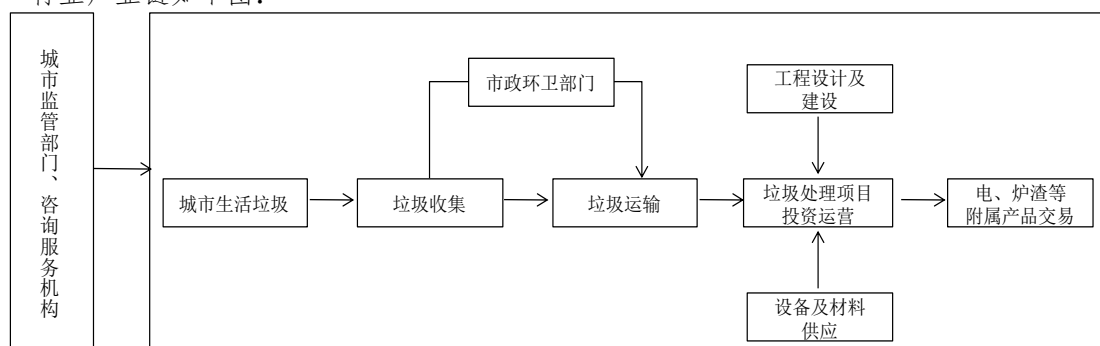 行业产业链如下图：
城市监管部门、咨询服务机构
市政环卫部门
工程设计及
建设
城市生活垃圾
垃圾收集
垃圾运输
垃圾处理项目
投资运营
电、炉渣等
附属产品交易
设备及材料
供应